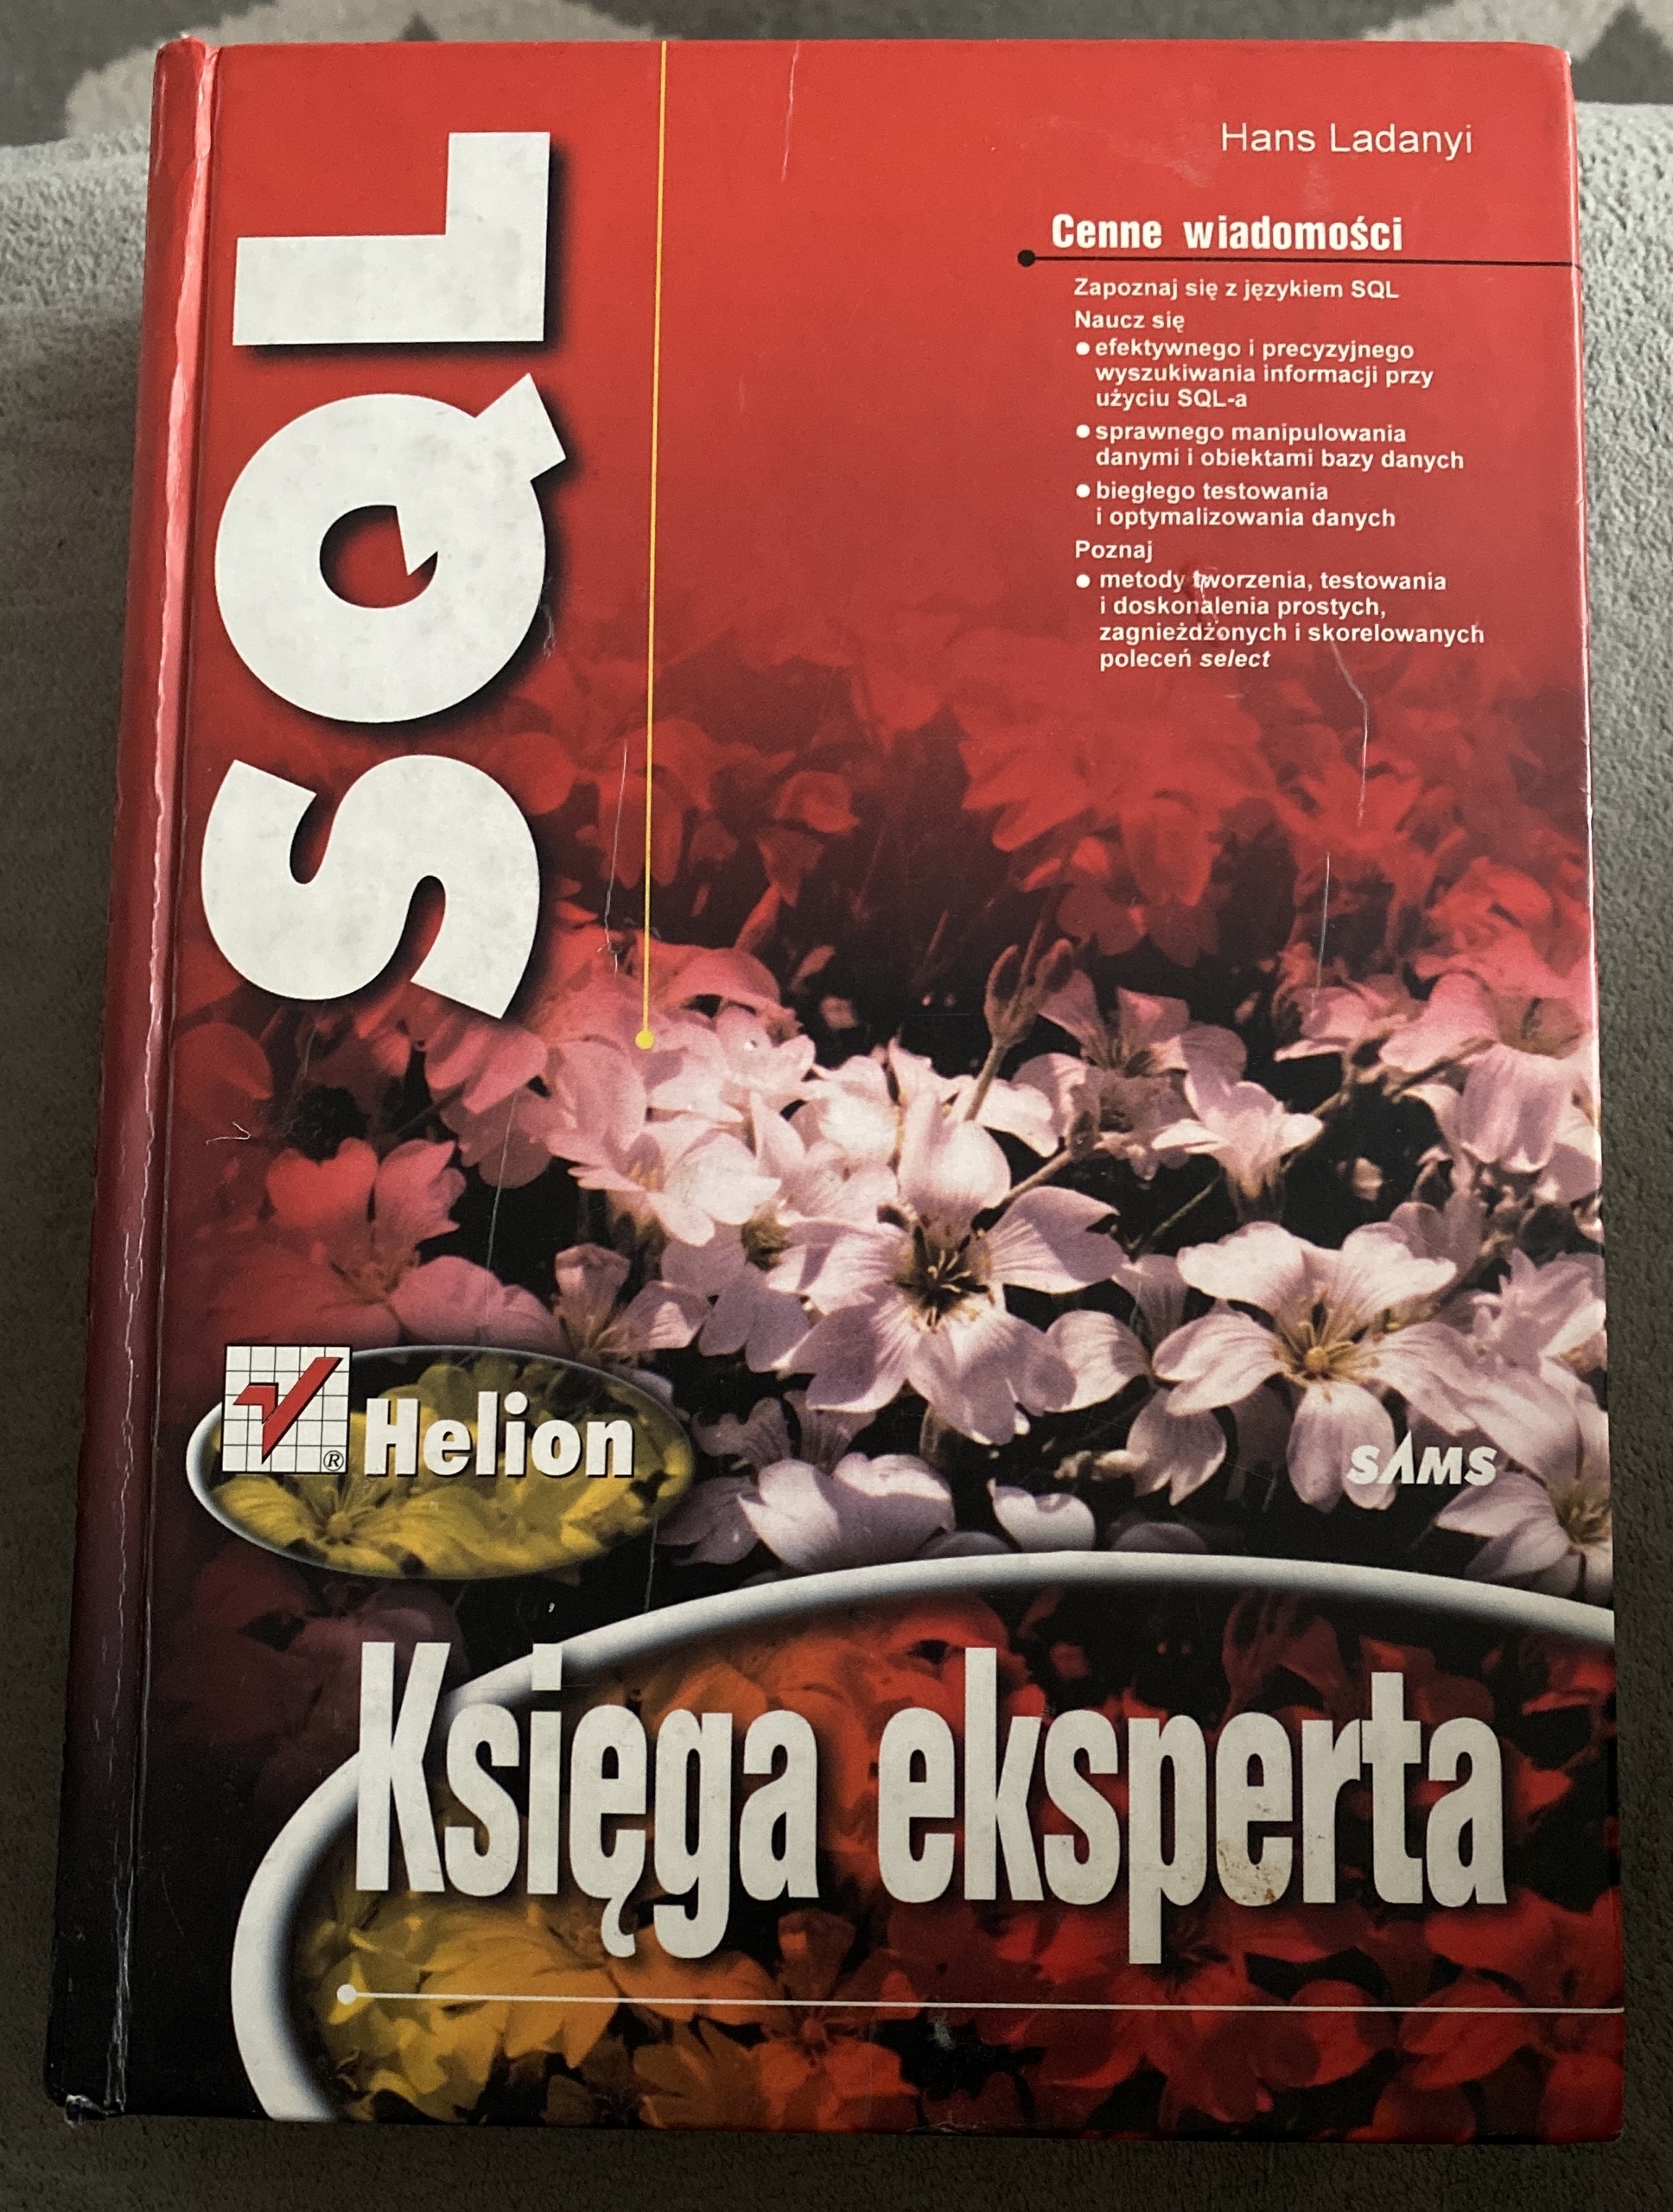 Hans Ladanyi
SQL
Cenne wiadomości
Zapoznaj się z językiem SQL
Naucz się
● efektywnego i precyzyjnego
wyszukiwania informacji przy
użyciu SQL-a
● sprawnego manipulowania
danymi i obiektami bazy danych
● biegłego testowania
i optymalizowania danych
Poznaj
● metody tworzenia, testowania
i doskonalenia prostych,
zagnieżdżonych i skorelowanych
poleceń select
® Helion
SAMS
Księga eksperta